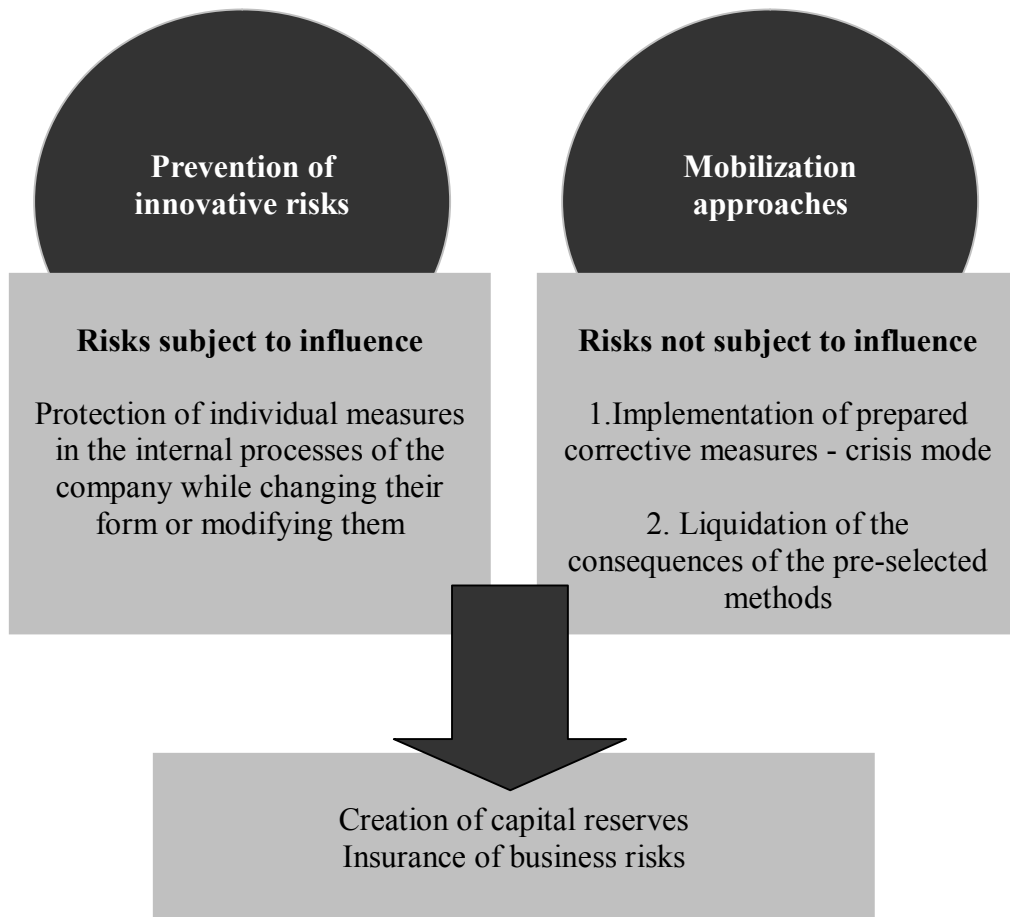 Prevention of
innovative risks
Mobilization
approaches
Risks subject to influence
Protection of individual measures
in the internal processes of the
company while changing their
form or modifying them
Risks not subject to influence
1.Implementation of prepared
corrective measures - crisis mode
2. Liquidation of the
consequences of the pre-selected
methods
Creation of capital reserves
Insurance of business risks